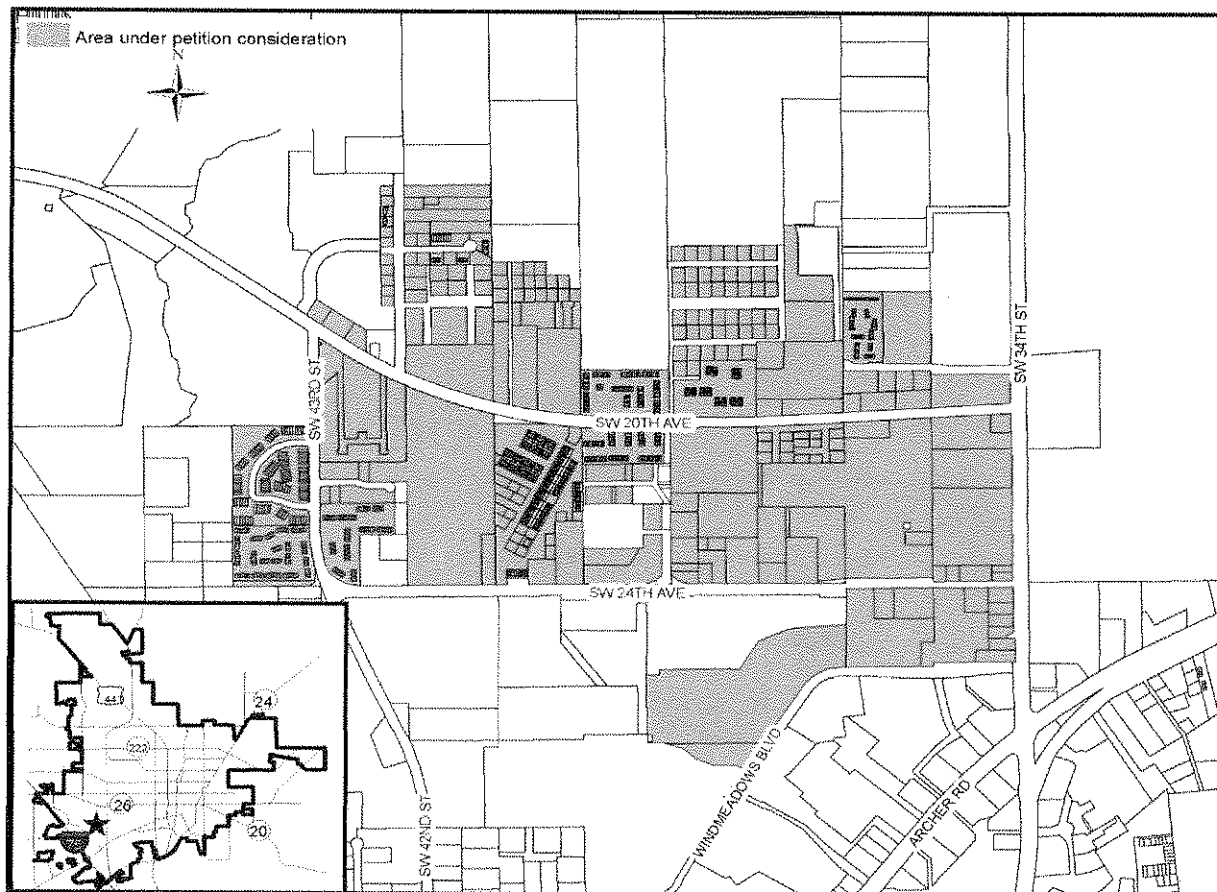 Area under petition consideration
N
SW 34TH ST
SW 43RD ST
SW 20TH AVE
SW 24TH AVE
WINDMEADOWS BLVD
ARCHER RD
SW 42ND ST
441
24
222
26
20